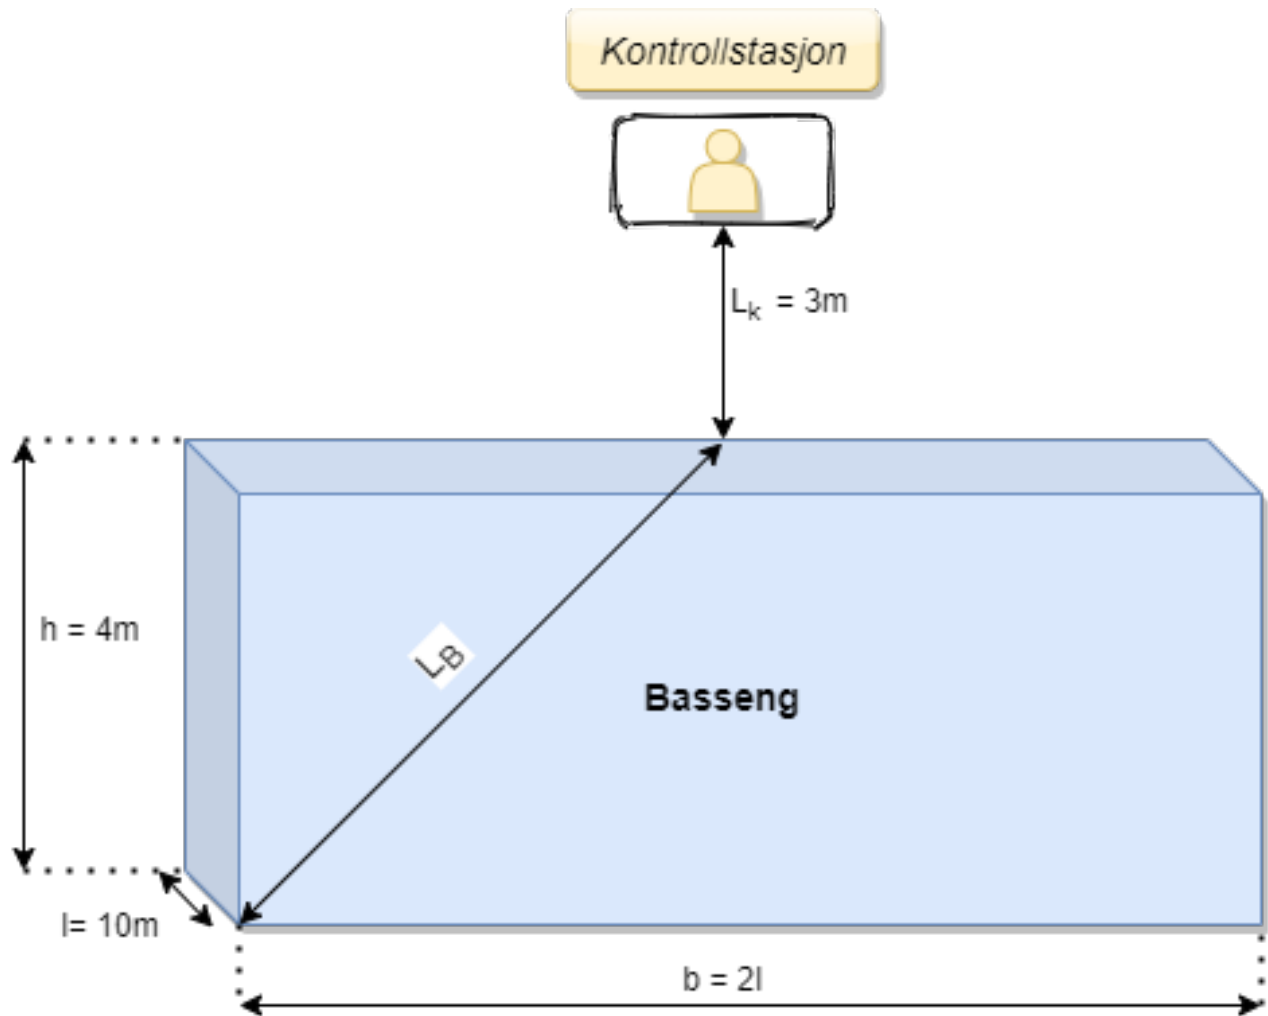 Kontrollstasjon
Lk = 3m
h = 4m
LB
Basseng
l= 10m
b = 2l